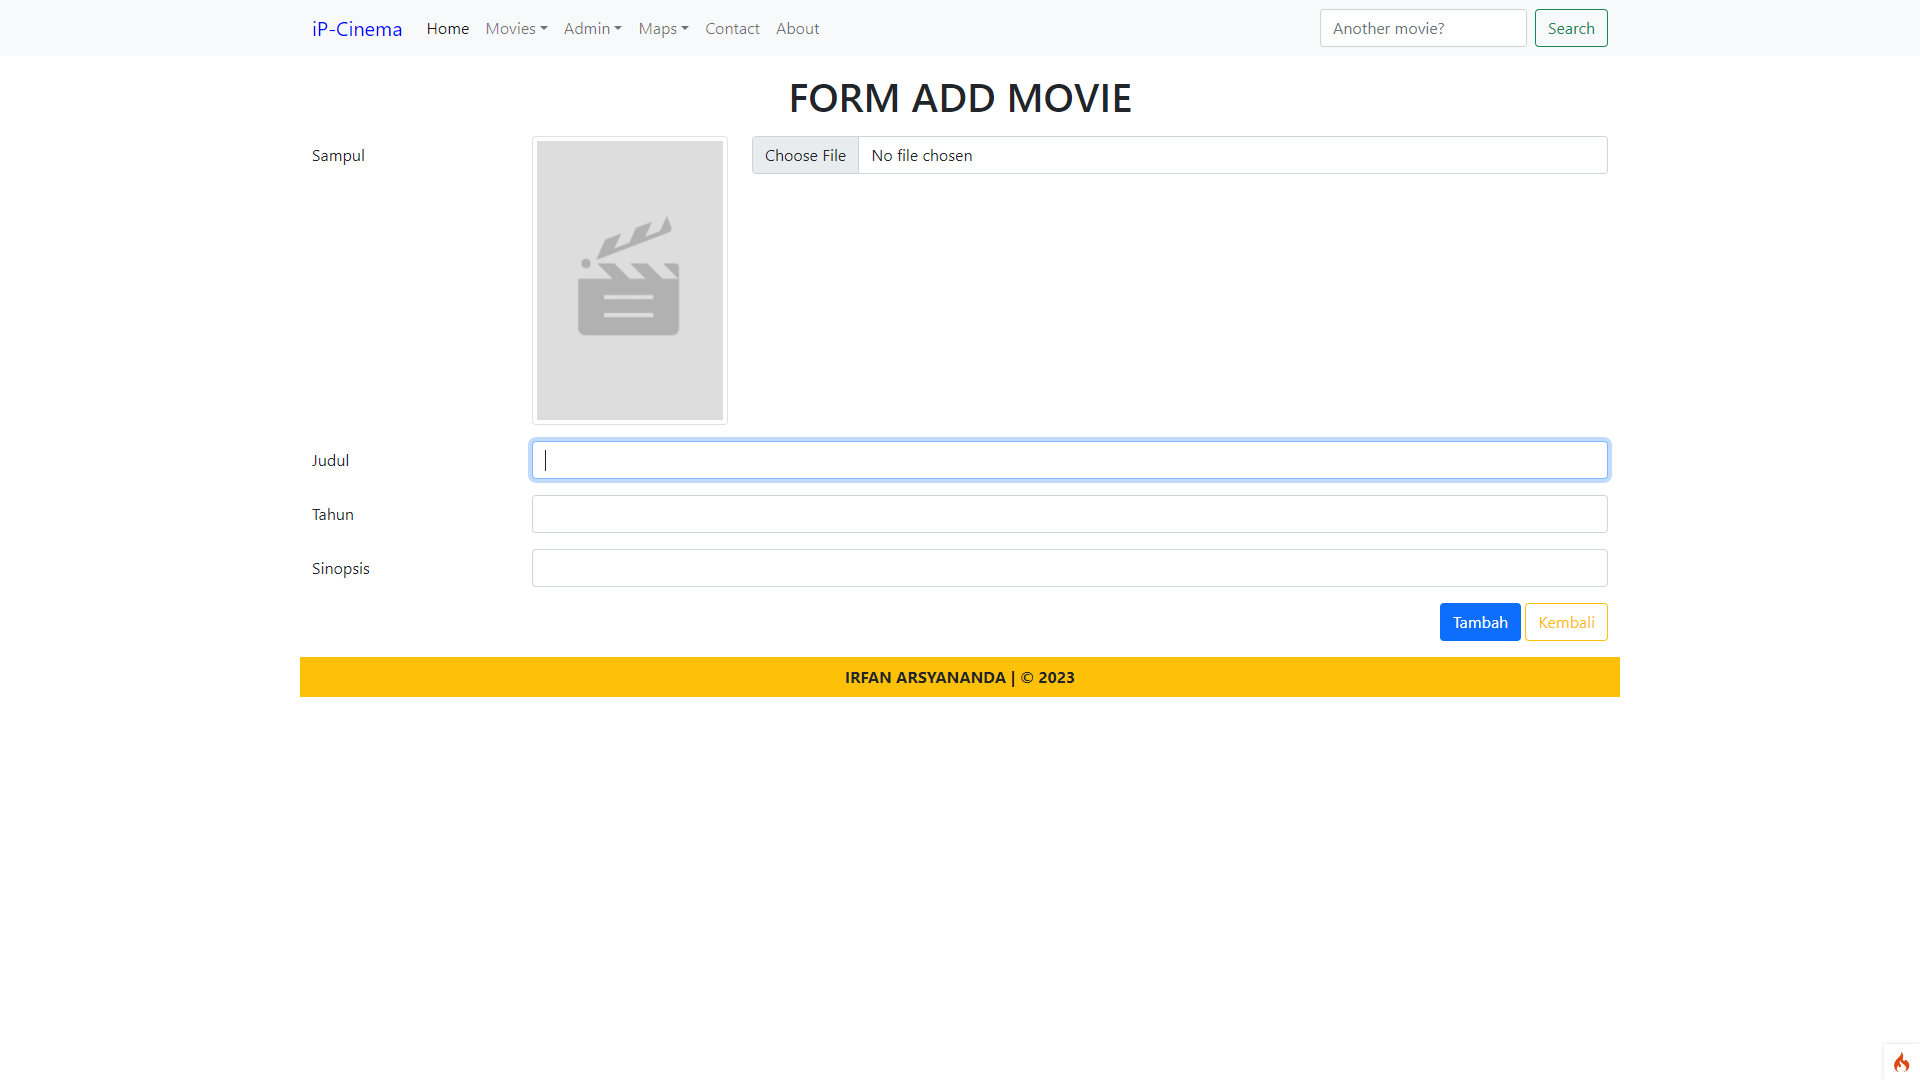 iP-Cinema Home Movies Admin Maps Contact About Another movie? Search
FORM ADD MOVIE
Sampul Choose File No file chosen
Judul
Tahun
Sinopsis
Tambah Kembali
IRFAN ARSYANANDA | © 2023